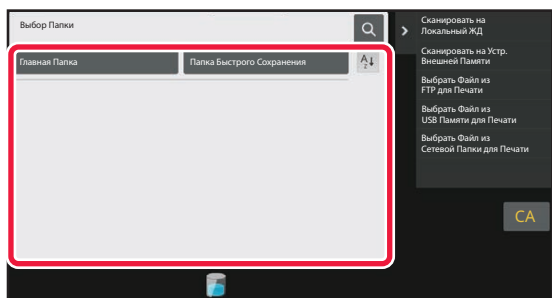 Выбор Папки
Главная Папка
Папка Быстрого Сохранения
A
Z
Сканировать на
Локальный ЖД
Сканировать на Устр.
Внешней Памяти
Выбрать Файл из
FTP для Печати
Выбрать Файл из
USB Памяти для Печати
Выбрать Файл из
Сетевой Папки для Печати
CA